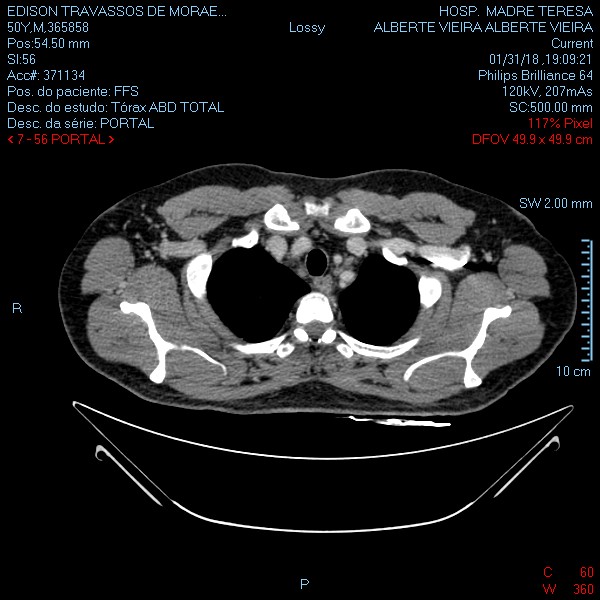 EDISON TRAVASSOS DE MORAE...
50Y,M,365858
Pos:54.50 mm
SI:56
Acc#: 371134
Pos. do paciente: FFS
Desc. do estudo: Tórax ABD TOTAL
Desc. da série: PORTAL
< 7 - 56 PORTAL >
Lossy
HOSP. MADRE TERESA
ALBERTE VIEIRA ALBERTE VIEIRA
Current
01/31/18 ,19:09:21
Philips Brilliance 64
120kV, 207mAs
SC:500.00 mm
117% Pixel
DFOV 49.9 x 49.9 cm
SW 2.00 mm
R
10 cm
P
C 60
W 360